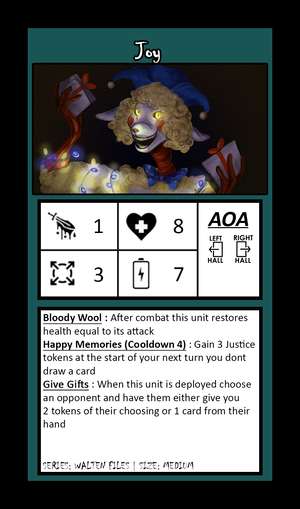 Joy
1
8
AOA
LEFT
RIGHT
HALL
HALL
3
7
Bloody Wool : After combat this unit restores
health equal to its attack
Happy Memories (Cooldown 4) : Gain 3 Justice
tokens at the start of your next turn you dont
draw a card
Give Gifts : When this unit is deployed choose
an opponent and have them either give you
2 tokens of their choosing or 1 card from their
hand
SERIES: WALTEN FILES | SIZE: MEDIUM